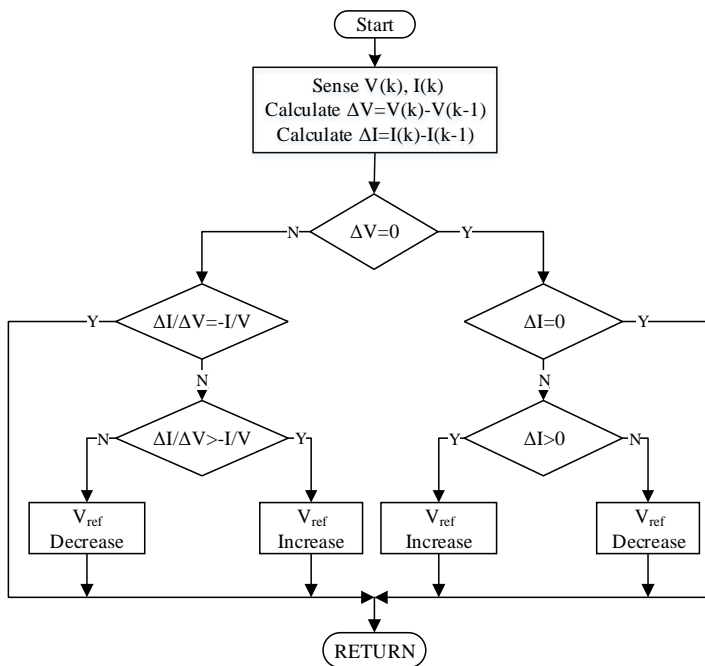 Start
Sense V(k), I(k)
Calculate ΔV=V(k)-V(k-1)
Calculate ΔI=I(k)-I(k-1)
N
ΔV=0
Y
Y
ΔI/ΔV=-I/V
ΔI=0
Y
N
N
N
ΔI/ΔV>-I/V
Y
Y
ΔI>0
N
Vref
Decrease
Vref
Increase
Vref
Increase
Vref
Decrease
RETURN